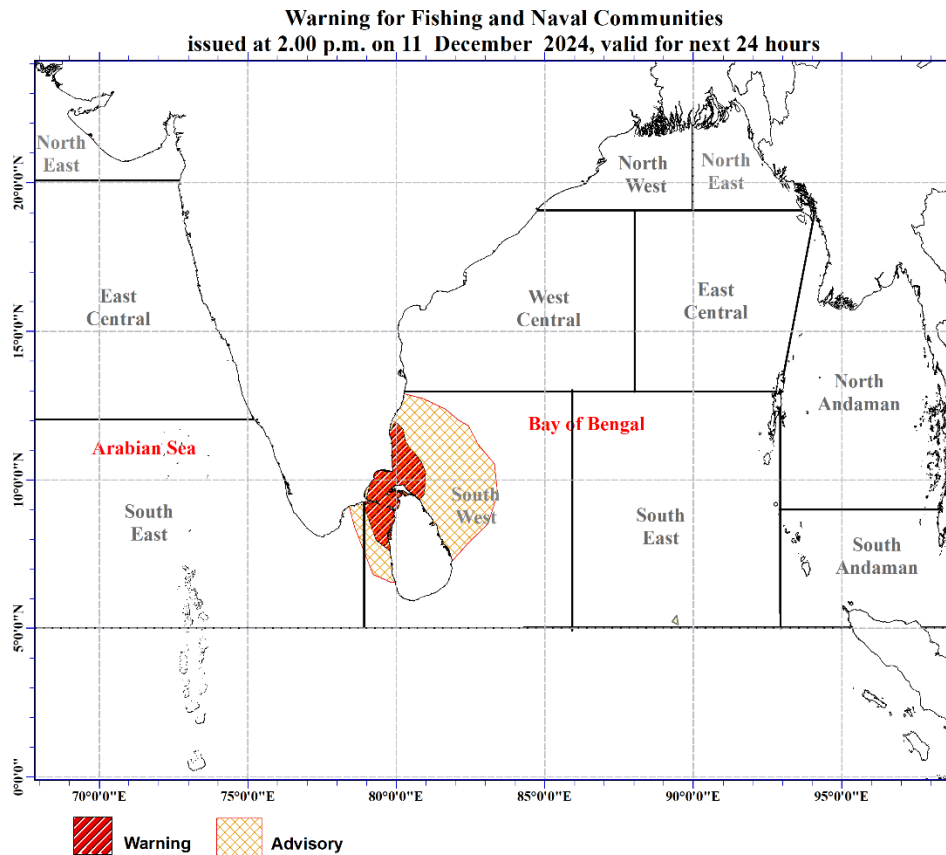 Warning for Fishing and Naval Communities
issued at 2.00 p.m. on 11 December 2024, valid for next 24 hours
North
East
North
West
North
East
20°0'0"N
East
Central
West
Central
East
Central
15°0'0"N
North
Andaman
Arabian Sea
Bay of Bengal
10°0'0"N
South
East
South
West
South
East
South
Andaman
5°0'0"N
0°0'0"
70°0'0"E
75°0'0"E
80°0'0"E
85°0'0"E
90°0'0"E
95°0'0"E
Warning
Advisory